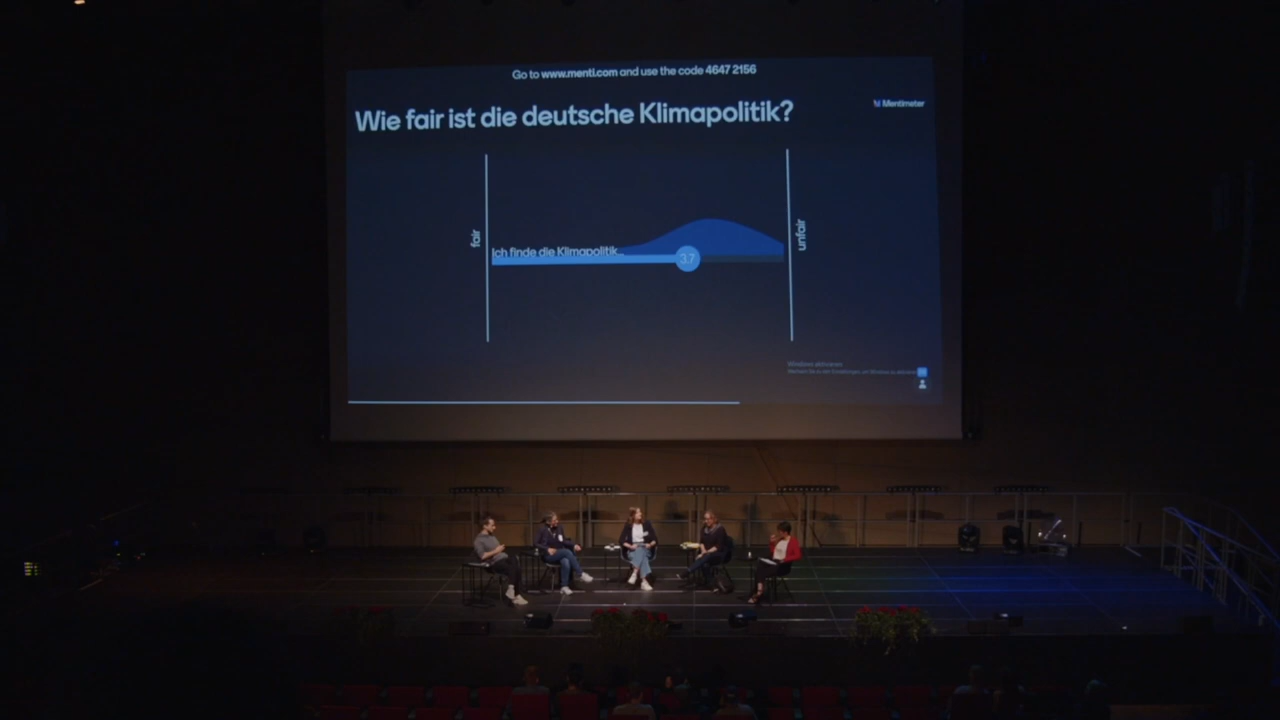 Go to www.menti.com and use the code 4647 2156
Mentimeter
Wie fair ist die deutsche Klimapolitik?
fair
Ich finde die Klimapolitik...
3.7
unfair
Windows aktivieren